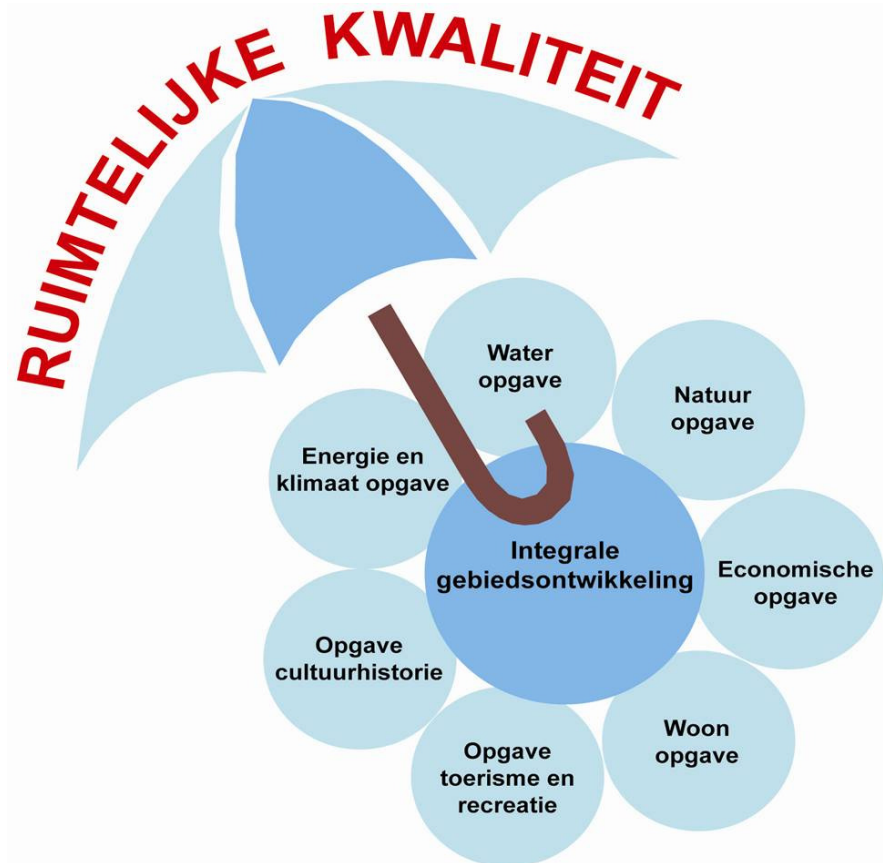 RUIMTELIJKE KWALITEIT
Water
opgave
Natuur
opgave
Energie en
klimaat opgave
Integrale
gebiedsontwikkeling
Economische
opgave
Opgave
cultuurhistorie
Woon
opgave
Opgave
toerisme en
recreatie